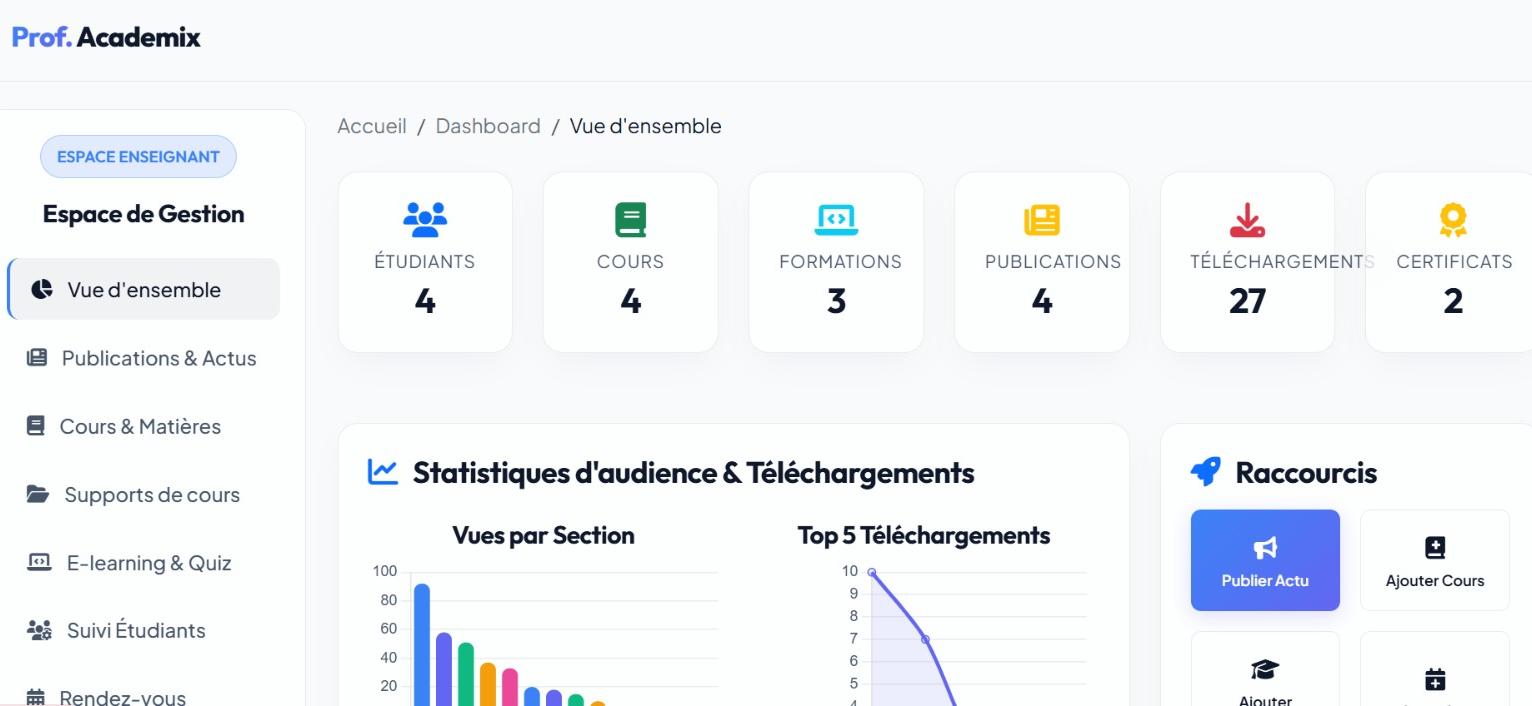 Prof. Academix
ESPACE ENSEIGNANT
Espace de Gestion
Vue d'ensemble
Publications & Actus
Cours & Matières
Supports de cours
E-learning & Quiz
Suivi Étudiants
Rendez-vous
Accueil / Dashboard / Vue d'ensemble
ÉTUDIANTS
4
COURS
4
FORMATIONS
3
PUBLICATIONS
4
TÉLÉCHARGEMENTS
27
CERTIFICATS
2
Statistiques d'audience & Téléchargements
Vues par Section
100
80
60
40
20
Top 5 Téléchargements
10
9
8
7
6
5
4
Raccourcis
Publier Actu
Ajouter Cours
Ajouter